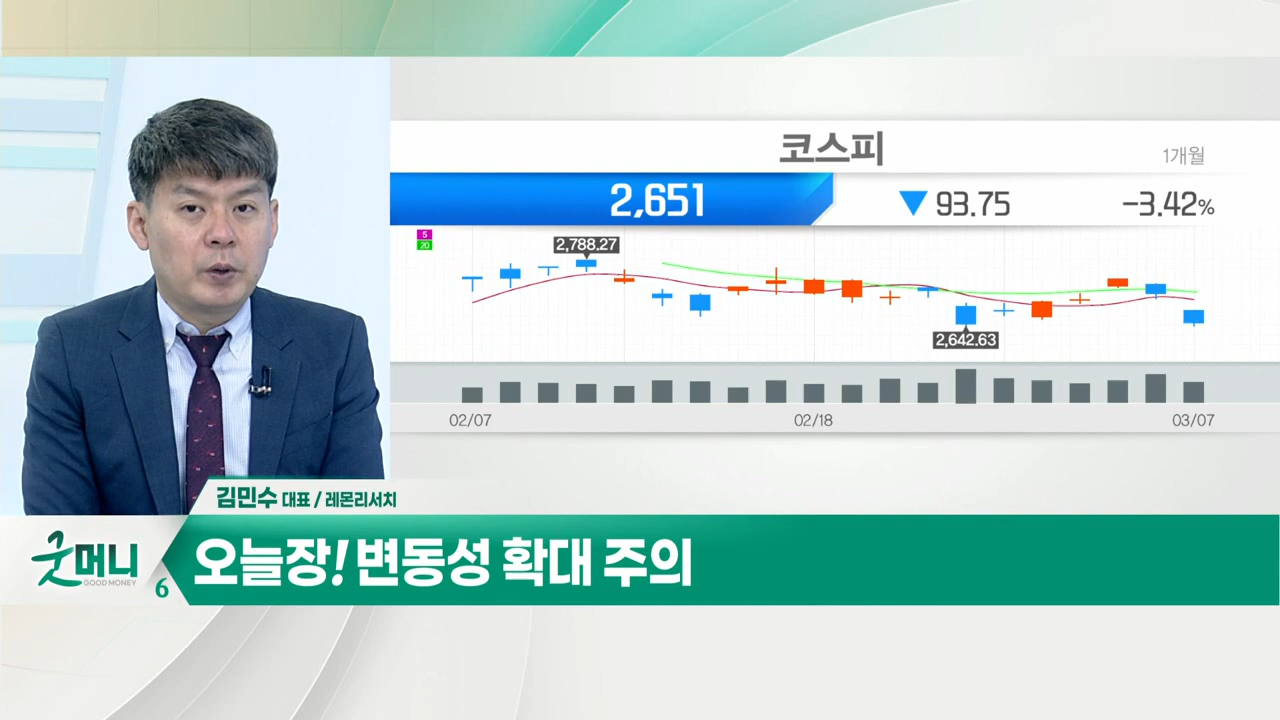 코스피
1개월
2,651 ▼ 93.75 -3.42%
5
20
2,788.27
2,642.63
02/07 02/18 03/07
김민수 대표 / 레몬리서치
굿머니
GOOD MONEY
6
오늘장! 변동성 확대 주의